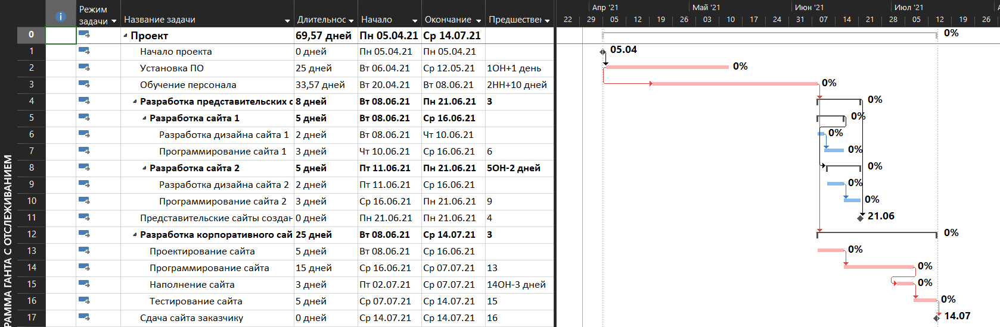 Режим задачи	Название задачи	Длительнос	Начало	Окончание	Предшествен
Апр '21	Май '21	Июн '21	Июл '21	А
22	29	05	12	19	26	03	10	17	24	31	07	14	21	28	05	12	19	26
0	Проект	69,57 дней	Пн 05.04.21	Ср 14.07.21	0%
1	Начало проекта	0 дней	Пн 05.04.21	Пн 05.04.21	05.04
2	Установка ПО	25 дней	Вт 06.04.21	Ср 12.05.21	1ОН+1 день	0%
3	Обучение персонала	33,57 дней	Вт 20.04.21	Вт 08.06.21	2НН+10 дней	0%
4	Разработка представительских с	8 дней	Вт 08.06.21	Пн 21.06.21	3	0%
5	Разработка сайта 1	5 дней	Вт 08.06.21	Ср 16.06.21	0%
6	Разработка дизайна сайта 1	2 дней	Вт 08.06.21	Чт 10.06.21	0%
7	Программирование сайта 1	3 дней	Чт 10.06.21	Ср 16.06.21	6	0%
8	Разработка сайта 2	5 дней	Пт 11.06.21	Пн 21.06.21	5ОН-2 дней	0%
9	Разработка дизайна сайта 2	2 дней	Пт 11.06.21	Ср 16.06.21	0%
10	Программирование сайта 2	3 дней	Ср 16.06.21	Пн 21.06.21	9	0%
11	Представительские сайты создан	0 дней	Пн 21.06.21	Пн 21.06.21	4	21.06
12	Разработка корпоративного сай	25 дней	Вт 08.06.21	Ср 14.07.21	3	0%
13	Проектирование сайта	5 дней	Вт 08.06.21	Ср 16.06.21	0%
14	Программирование сайта	15 дней	Ср 16.06.21	Ср 07.07.21	13	0%
15	Наполнение сайта	3 дней	Пт 02.07.21	Ср 07.07.21	14ОН-3 дней	0%
16	Тестирование сайта	5 дней	Ср 07.07.21	Ср 14.07.21	15	0%
17	Сдача сайта заказчику	0 дней	Ср 14.07.21	Ср 14.07.21	16	14.07
РАММА ГАНТА С ОТСЛЕЖИВАНИЕМ